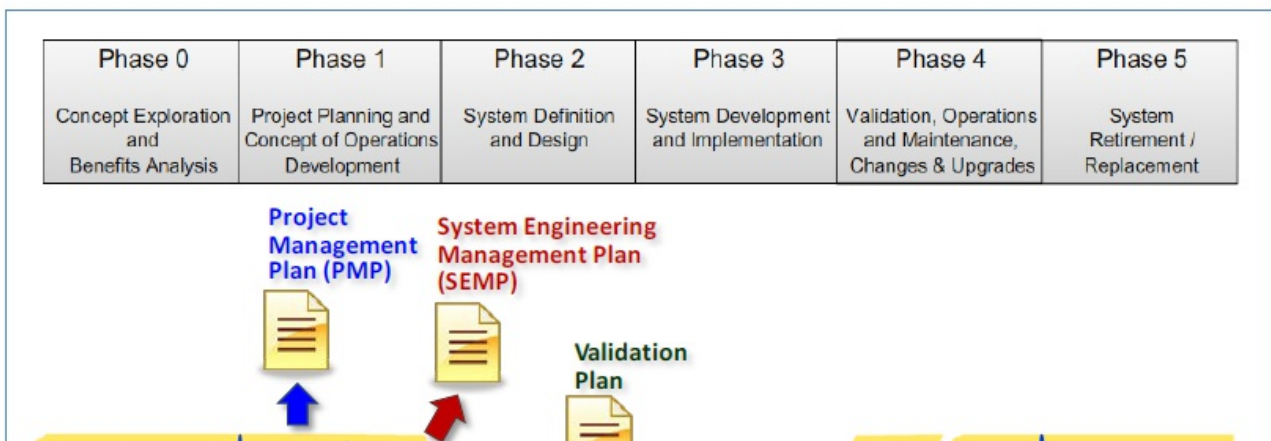 Phase 0
Concept Exploration
and
Benefits Analysis
Phase 1
Project Planning and
Concept of Operations
Development
Phase 2
System Definition
and Design
Phase 3
System Development
and Implementation
Phase 4
Validation, Operations
and Maintenance,
Changes & Upgrades
Phase 5
System
Retirement /
Replacement
Project
Management
Plan (PMP)
System Engineering
Management Plan
(SEMP)
Validation
Plan